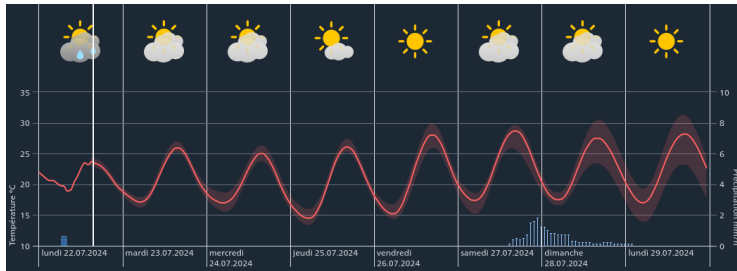 35
30
25
20
15
10
Température °C
10
8
6
4
2
0
lundi 22.07.2024
mardi 23.07.2024
mercredi
24.07.2024
jeudi 25.07.2024
vendredi
26.07.2024
samedi 27.07.2024
dimanche
28.07.2024
lundi 29.07.2024